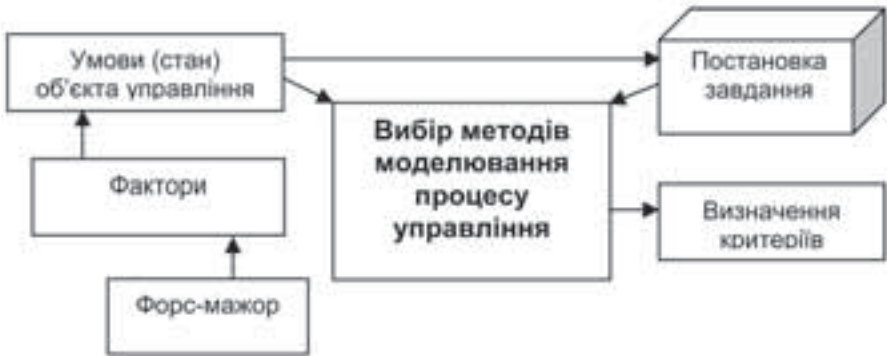 Умови (стан)
об'єкта управління
Постановка
завдання
Вибір методів
моделювання
процесу
управління
Фактори
Визначення
критеріїв
Форс-мажор